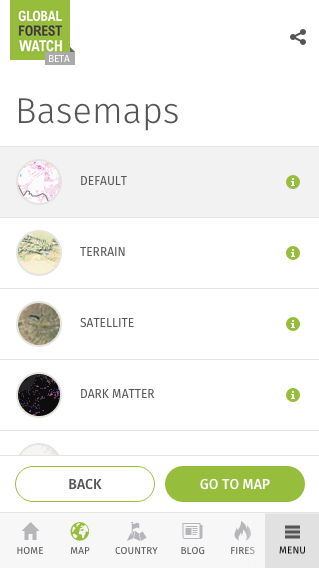 GLOBAL
FOREST
WATCH
BETA
Basemaps
DEFAULT
TERRAIN
SATELLITE
DARK MATTER
BACK
GO TO MAP
HOME
MAP
COUNTRY
BLOG
FIRES
MENU